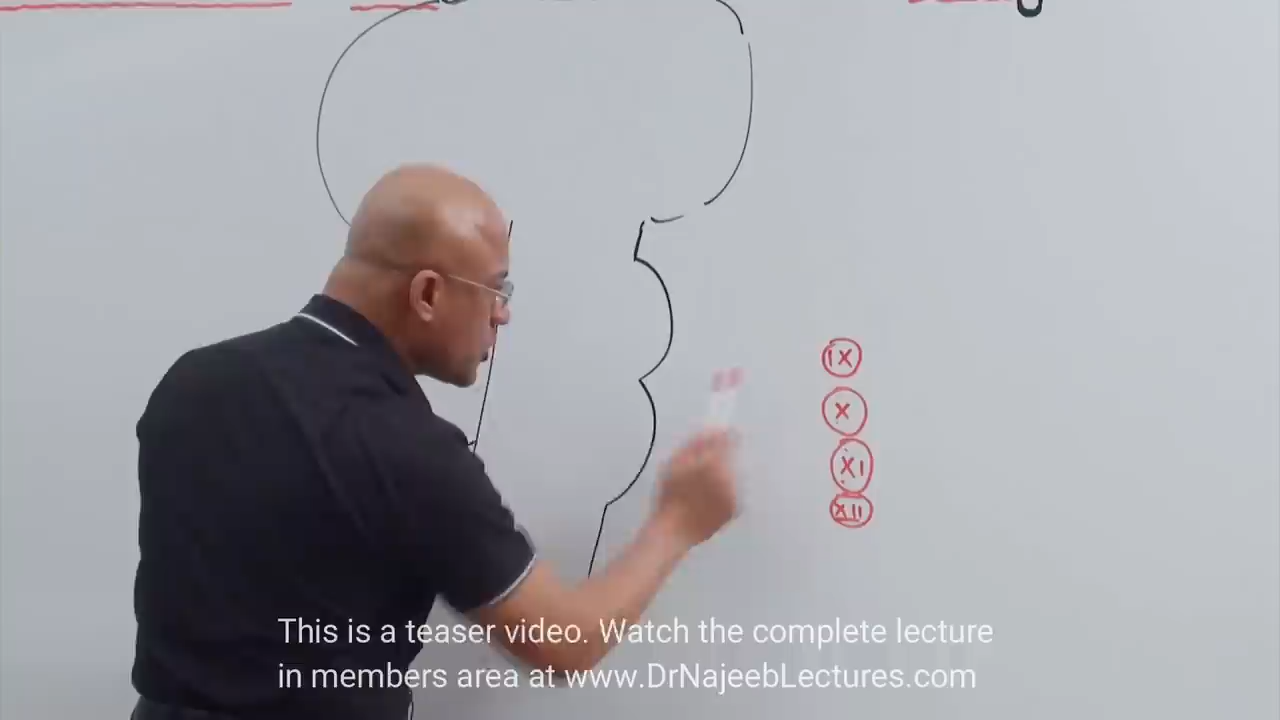 IX
X
XI
XII
This is a teaser video. Watch the complete lecture
in members area at www.DrNajeebLectures.com